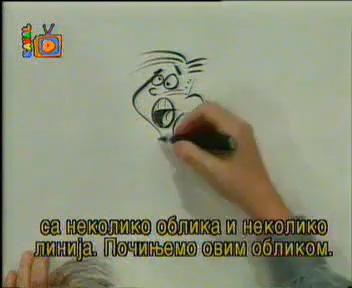 са неколико облика и неколико
линија. Почињемо овим обликом.